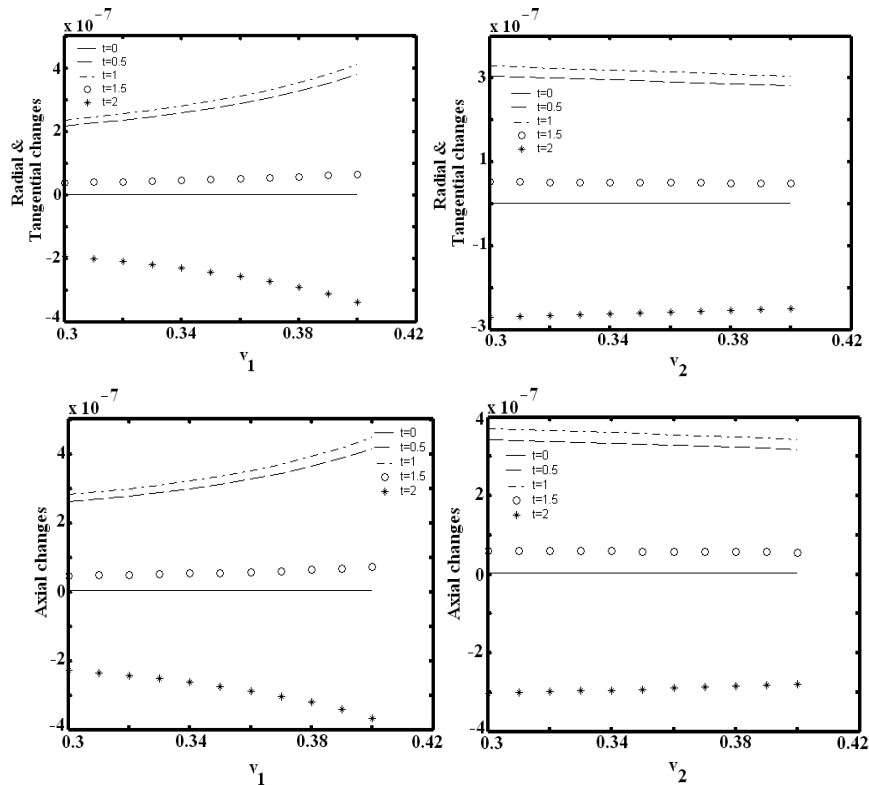 x 10 -7
4
2
0
-2
-4
Radial &
Tangential changes
t=0
t=0.5
t=1
t=1.5
t=2
0.3
0.34
0.38
0.42
v1
x 10 -7
3
1
-1
-3
Radial &
Tangential changes
t=0
t=0.5
t=1
t=1.5
t=2
0.3
0.34
0.38
0.42
v2
x 10 -7
4
2
0
-2
-4
Axial changes
t=0
t=0.5
t=1
t=1.5
t=2
0.3
0.34
0.38
0.42
v1
x 10 -7
4
2
0
-2
-4
Axial changes
t=0
t=0.5
t=1
t=1.5
t=2
0.3
0.34
0.38
0.42
v2